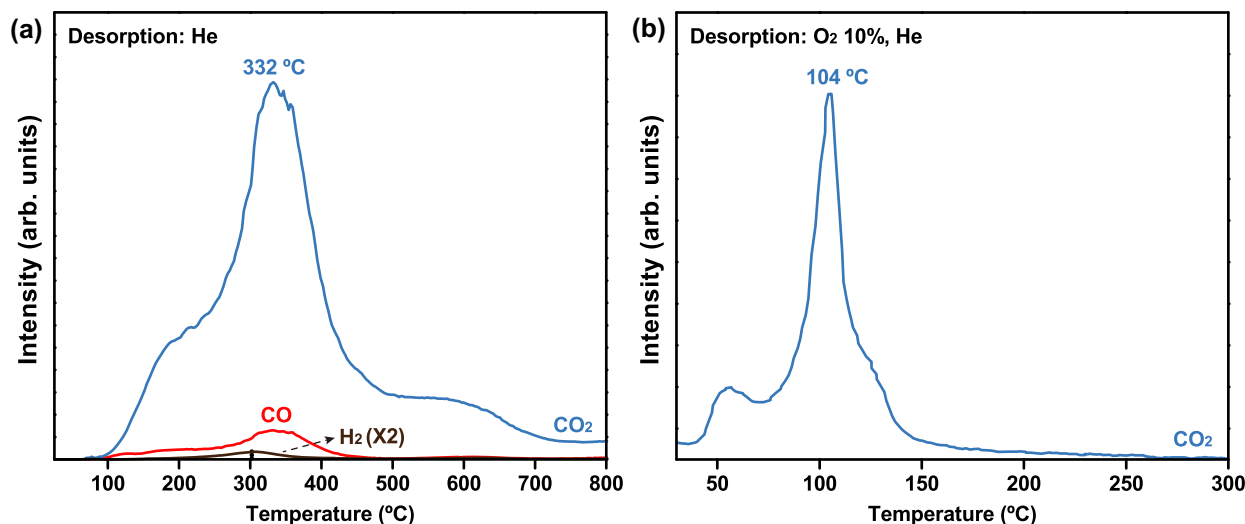 (a)
Desorption: He
332 ºC
CO
H₂ (X2)
CO₂
Intensity (arb. units)
100 200 300 400 500 600 700 800
Temperature (ºC)
(b)
Desorption: O₂ 10%, He
104 ºC
CO₂
Intensity (arb. units)
50 100 150 200 250 300
Temperature (ºC)